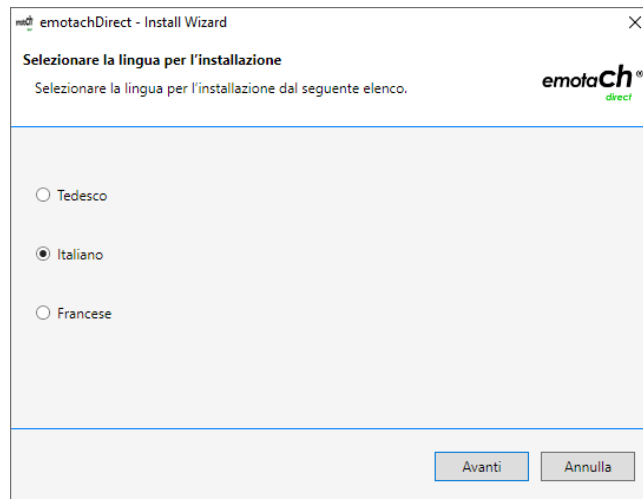 emotachDirect - Install Wizard
Selezionare la lingua per l'installazione
Selezionare la lingua per l'installazione dal seguente elenco.
emotach®
direct
Tedesco
Italiano
Francese
Avanti
Annulla